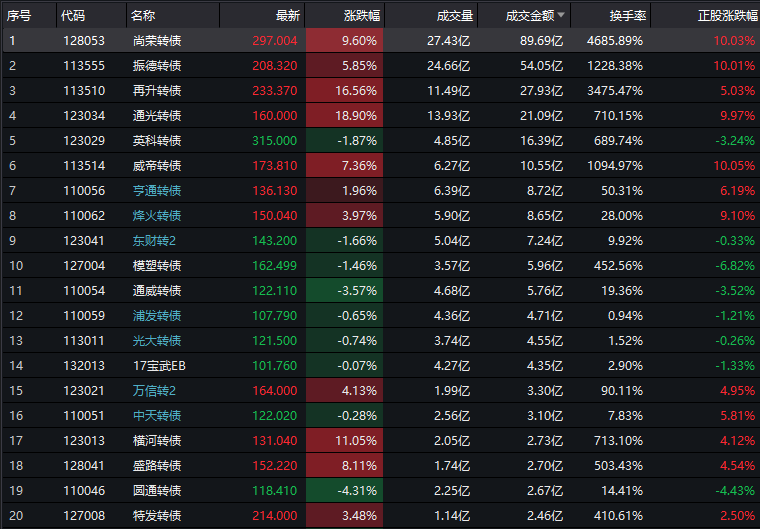 序号 代码 名称 最新 涨跌幅 成交量 成交金额 换手率 正股涨跌幅
1 128053 尚荣转债 297.004 9.60% 27.43亿 89.69亿 4685.89% 10.03%
2 113555 振德转债 208.320 5.85% 24.66亿 54.05亿 1228.38% 10.01%
3 113510 再升转债 233.370 16.56% 11.49亿 27.93亿 3475.47% 5.03%
4 123034 通光转债 160.000 18.90% 13.93亿 21.09亿 710.15% 9.97%
5 123029 英科转债 315.000 -1.87% 4.85亿 16.39亿 689.74% -3.24%
6 113514 威帝转债 173.810 7.36% 6.27亿 10.55亿 1094.97% 10.05%
7 110056 亨通转债 136.130 1.96% 6.39亿 8.72亿 50.31% 6.19%
8 110062 烽火转债 150.040 3.97% 5.90亿 8.65亿 28.00% 9.10%
9 123041 东财转2 143.200 -1.66% 5.04亿 7.24亿 9.92% -0.33%
10 127004 模塑转债 162.499 -1.46% 3.57亿 5.96亿 452.56% -6.82%
11 110054 通威转债 122.110 -3.57% 4.68亿 5.76亿 19.36% -3.52%
12 110059 浦发转债 107.790 -0.65% 4.36亿 4.71亿 0.94% -1.21%
13 113011 光大转债 121.500 -0.74% 3.74亿 4.55亿 1.52% -0.26%
14 132013 17宝武EB 101.760 -0.07% 4.27亿 4.35亿 2.90% -1.33%
15 123021 万信转2 164.000 4.13% 1.99亿 3.30亿 90.11% 4.95%
16 110051 中天转债 122.020 -0.28% 2.56亿 3.10亿 7.83% 5.81%
17 123013 横河转债 131.040 11.05% 2.05亿 2.73亿 713.10% 4.12%
18 128041 盛路转债 152.220 8.11% 1.74亿 2.70亿 503.43% 4.54%
19 110046 圆通转债 118.410 -4.31% 2.25亿 2.67亿 14.41% -4.43%
20 127008 特发转债 214.000 3.48% 1.14亿 2.46亿 410.61% 2.50%